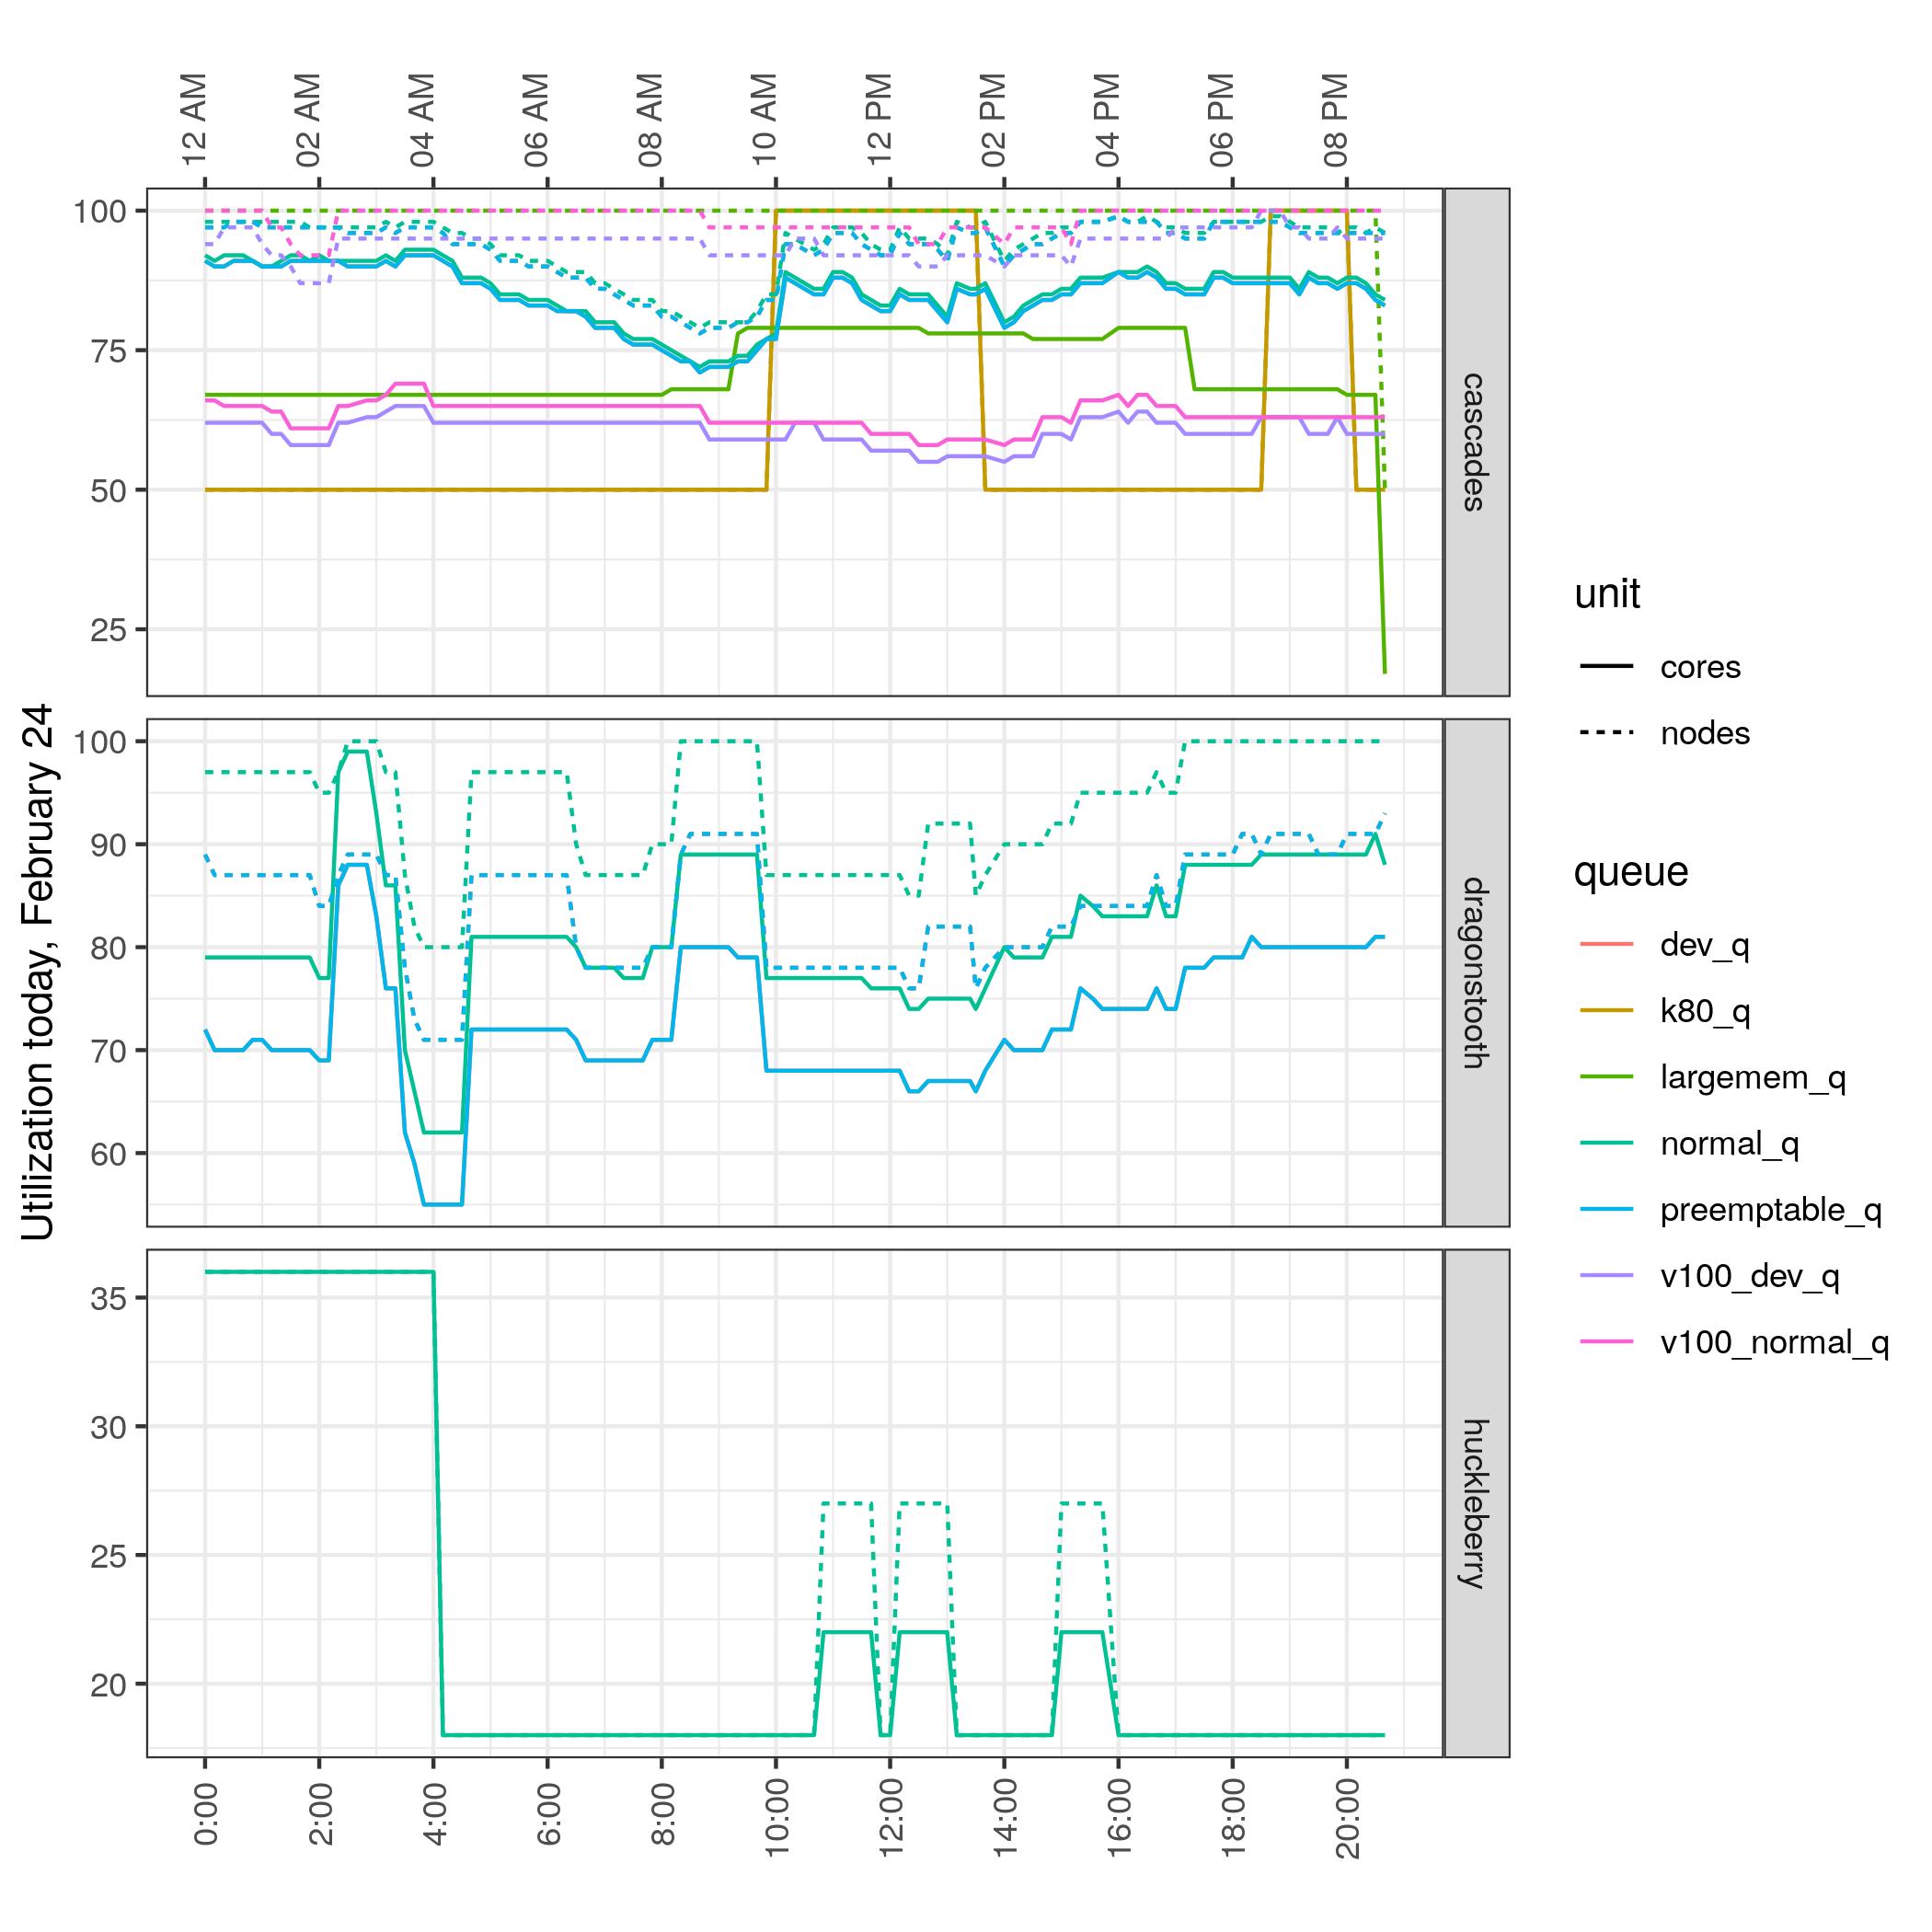 12 AM
02 AM
04 AM
06 AM
08 AM
10 AM
12 PM
02 PM
04 PM
06 PM
08 PM
Utilization today, February 24
100
75
50
25
cascades
100
90
80
70
60
dragonstooth
35
30
25
20
huckleberry
0:00
2:00
4:00
6:00
8:00
10:00
12:00
14:00
16:00
18:00
20:00
unit
cores
nodes
queue
dev_q
k80_q
largemem_q
normal_q
preemptable_q
v100_dev_q
v100_normal_q